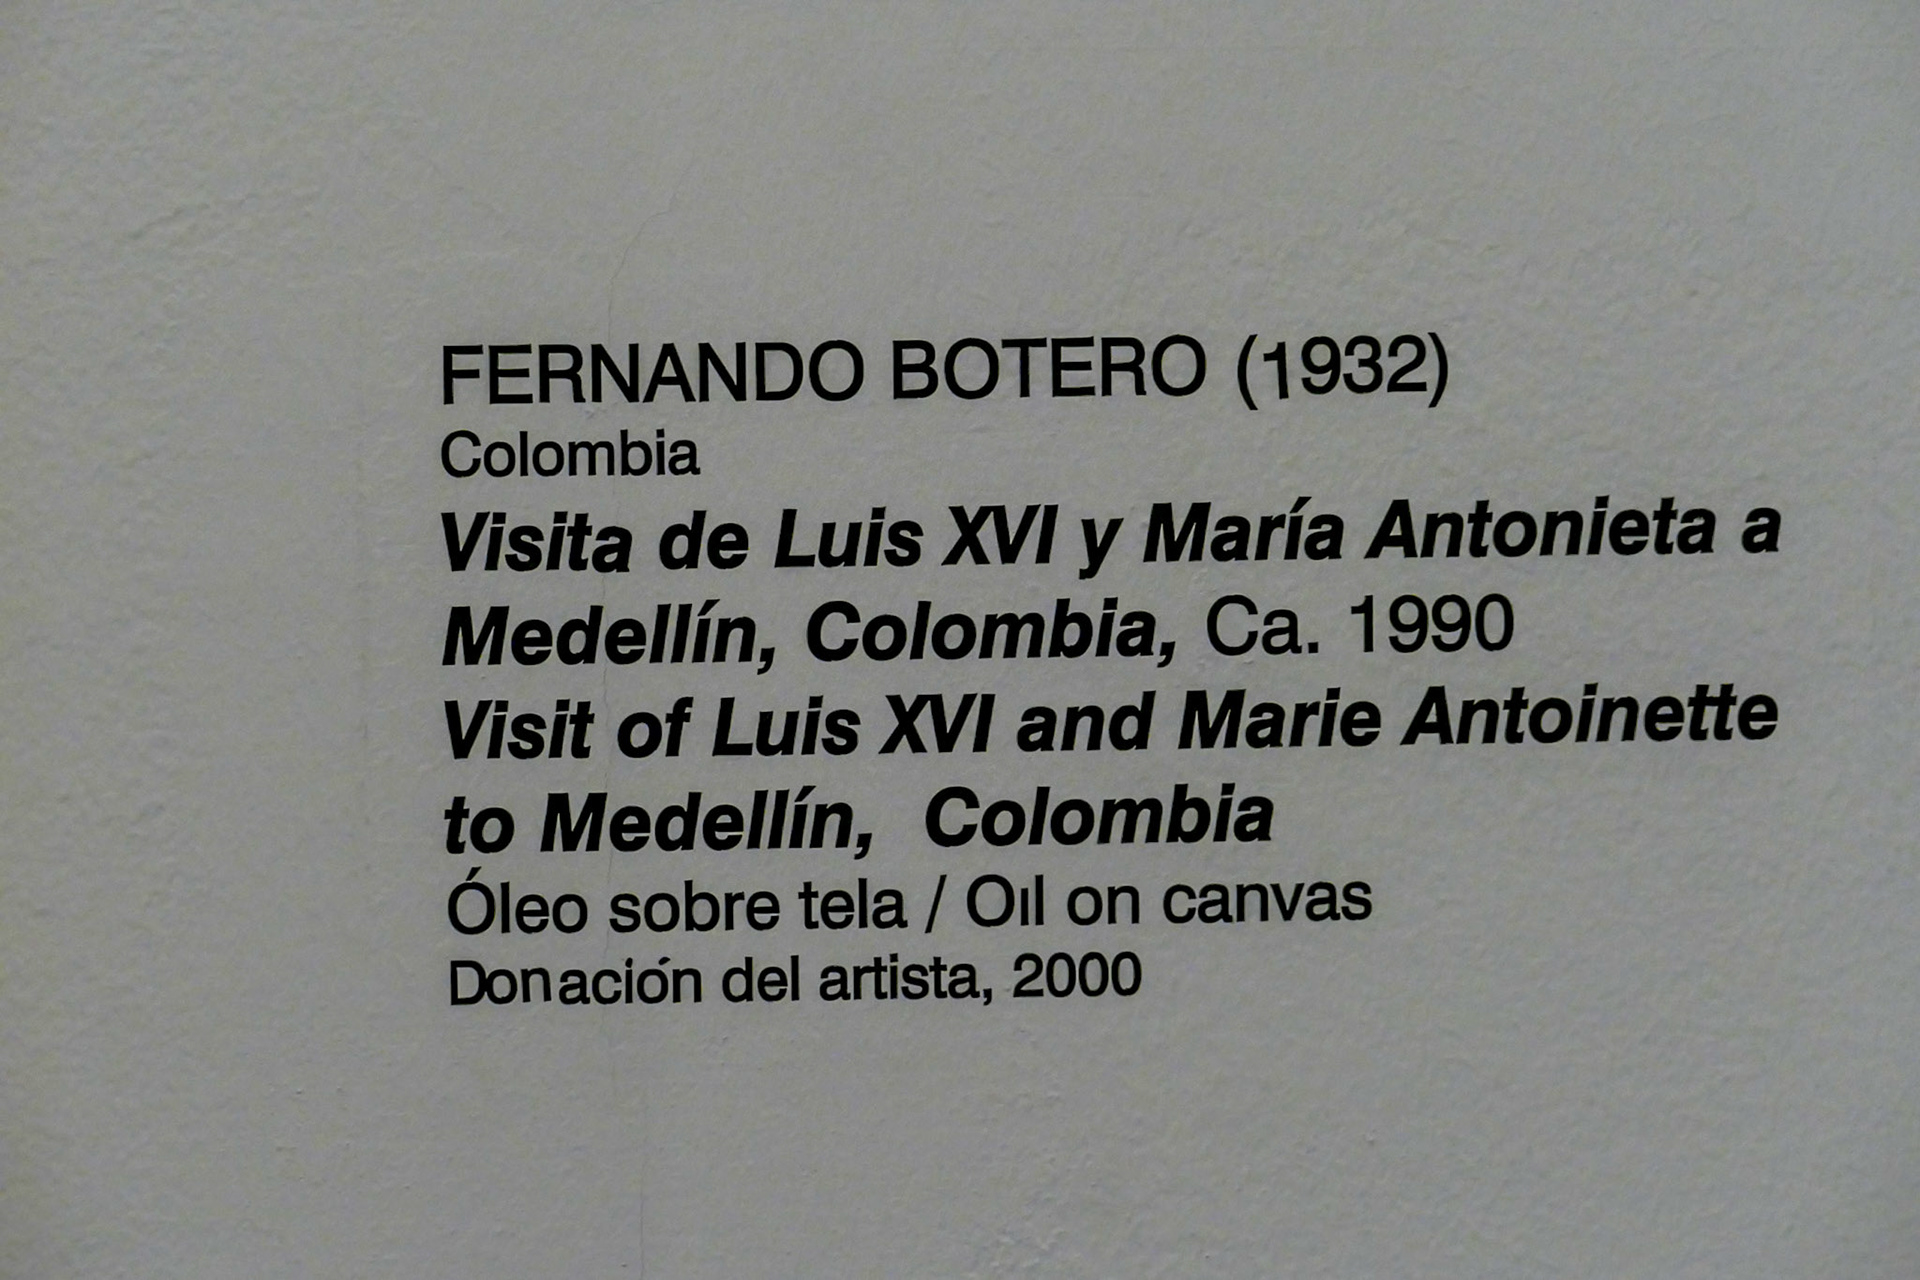 FERNANDO BOTERO (1932)
Colombia
Visita de Luis XVI y María Antonieta a
Medellín, Colombia, Ca. 1990
Visit of Luis XVI and Marie Antoinette
to Medellín, Colombia
Óleo sobre tela / Oıl on canvas
Donación del artista, 2000